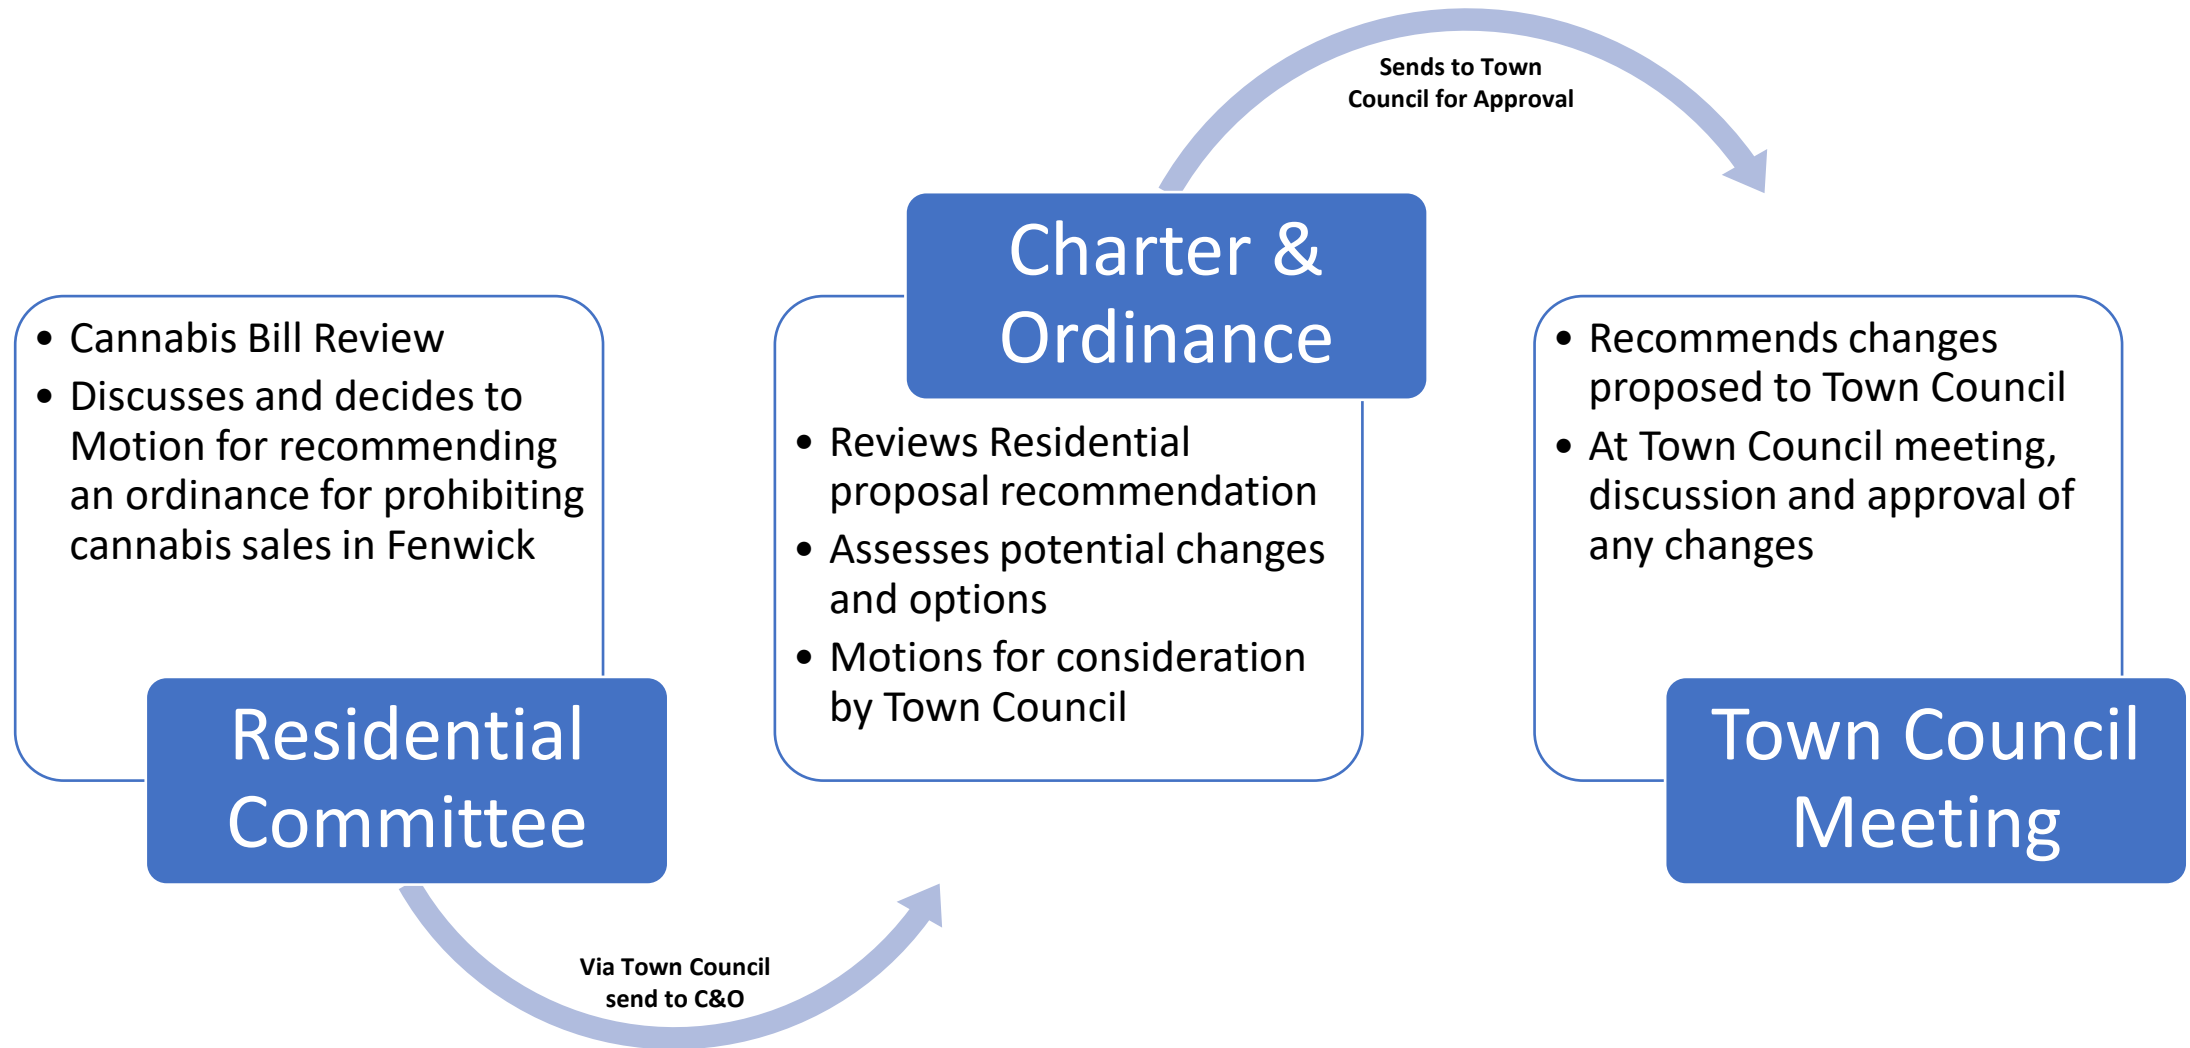 • Cannabis Bill Review
• Discusses and decides to
Motion for recommending
an ordinance for prohibiting
cannabis sales in Fenwick
Residential
Committee
Via Town Council
send to C&O
Charter &
Ordinance
• Reviews Residential
proposal recommendation
• Assesses potential changes
and options
• Motions for consideration
by Town Council
Sends to Town
Council for Approval
• Recommends changes
proposed to Town Council
• At Town Council meeting,
discussion and approval of
any changes
Town Council
Meeting